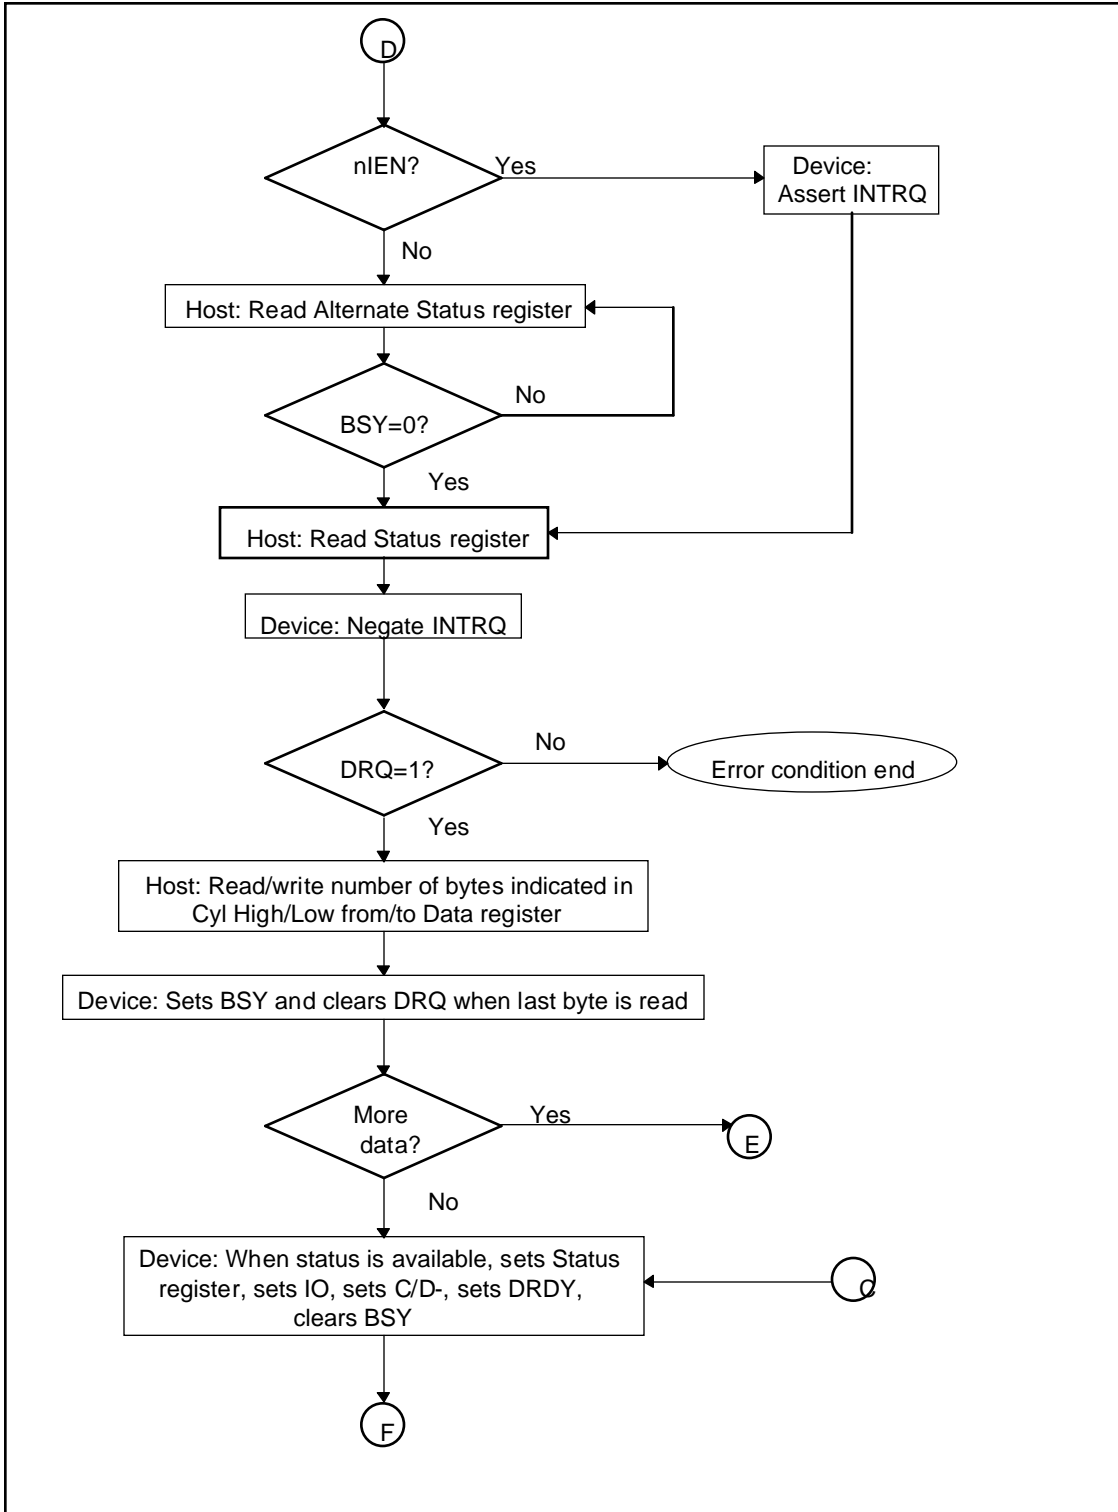 D
nIEN?
Yes
Device:
Assert INTRQ
No
Host: Read Alternate Status register
No
BSY=0?
Yes
Host: Read Status register
Device: Negate INTRQ
No
DRQ=1?
Error condition end
Yes
Host: Read/write number of bytes indicated in
Cyl High/Low from/to Data register
Device: Sets BSY and clears DRQ when last byte is read
More
data?
Yes
E
No
Device: When status is available, sets Status
register, sets IO, sets C/D-, sets DRDY,
clears BSY
C
F